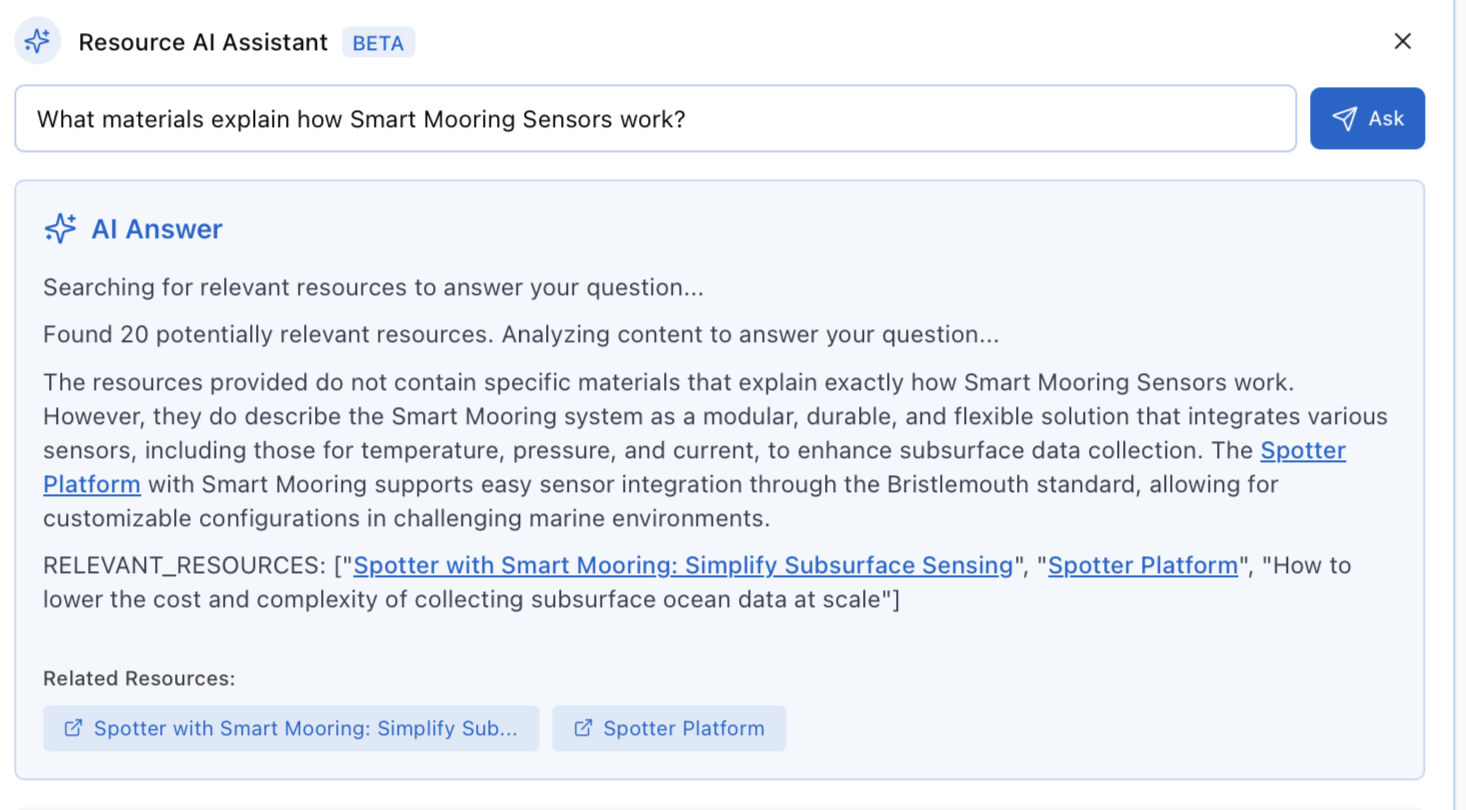 Resource AI Assistant BETA
What materials explain how Smart Mooring Sensors work?
Ask
AI Answer
Searching for relevant resources to answer your question...
Found 20 potentially relevant resources. Analyzing content to answer your question...
The resources provided do not contain specific materials that explain exactly how Smart Mooring Sensors work.
However, they do describe the Smart Mooring system as a modular, durable, and flexible solution that integrates various
sensors, including those for temperature, pressure, and current, to enhance subsurface data collection. The Spotter
Platform with Smart Mooring supports easy sensor integration through the Bristlemouth standard, allowing for
customizable configurations in challenging marine environments.
RELEVANT_RESOURCES: ["Spotter with Smart Mooring: Simplify Subsurface Sensing", "Spotter Platform", "How to
lower the cost and complexity of collecting subsurface ocean data at scale"]
Related Resources:
Spotter with Smart Mooring: Simplify Sub...
Spotter Platform